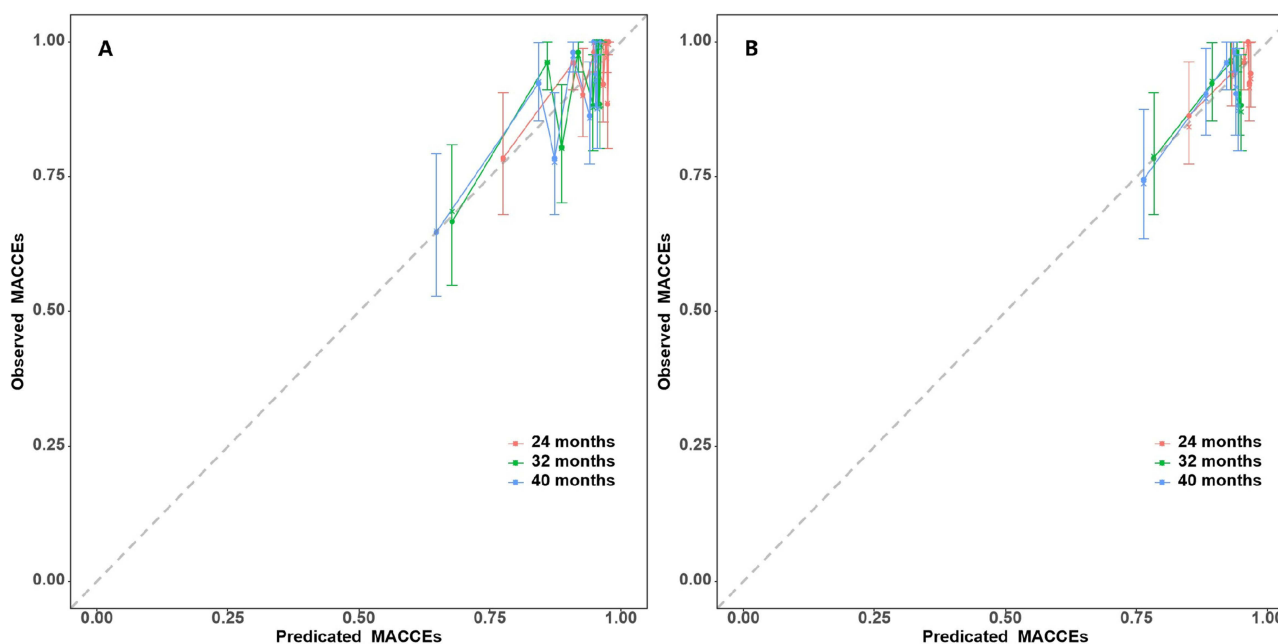 A
1.00
0.75
0.50
0.25
0.00
Observed MACCEs
24 months
32 months
40 months
0.00 0.25 0.50 0.75 1.00
Predicated MACCEs
B
1.00
0.75
0.50
0.25
0.00
Observed MACCEs
24 months
32 months
40 months
0.00 0.25 0.50 0.75 1.00
Predicated MACCEs